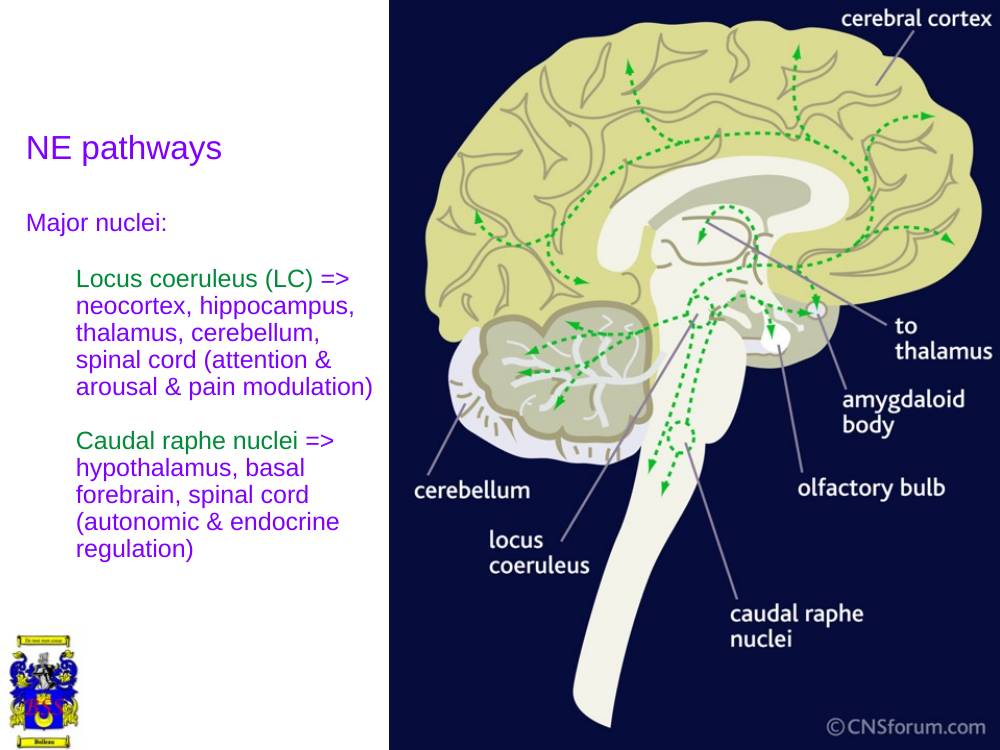 NE pathways
Major nuclei:
Locus coeruleus (LC) =>
neocortex, hippocampus,
thalamus, cerebellum,
spinal cord (attention &
arousal & pain modulation)
Caudal raphe nuclei =>
hypothalamus, basal
forebrain, spinal cord
(autonomic & endocrine
regulation)
cerebral cortex
to
thalamus
amygdaloid
body
olfactory bulb
cerebellum
locus
coeruleus
caudal raphe
nuclei
©CNSforum.com